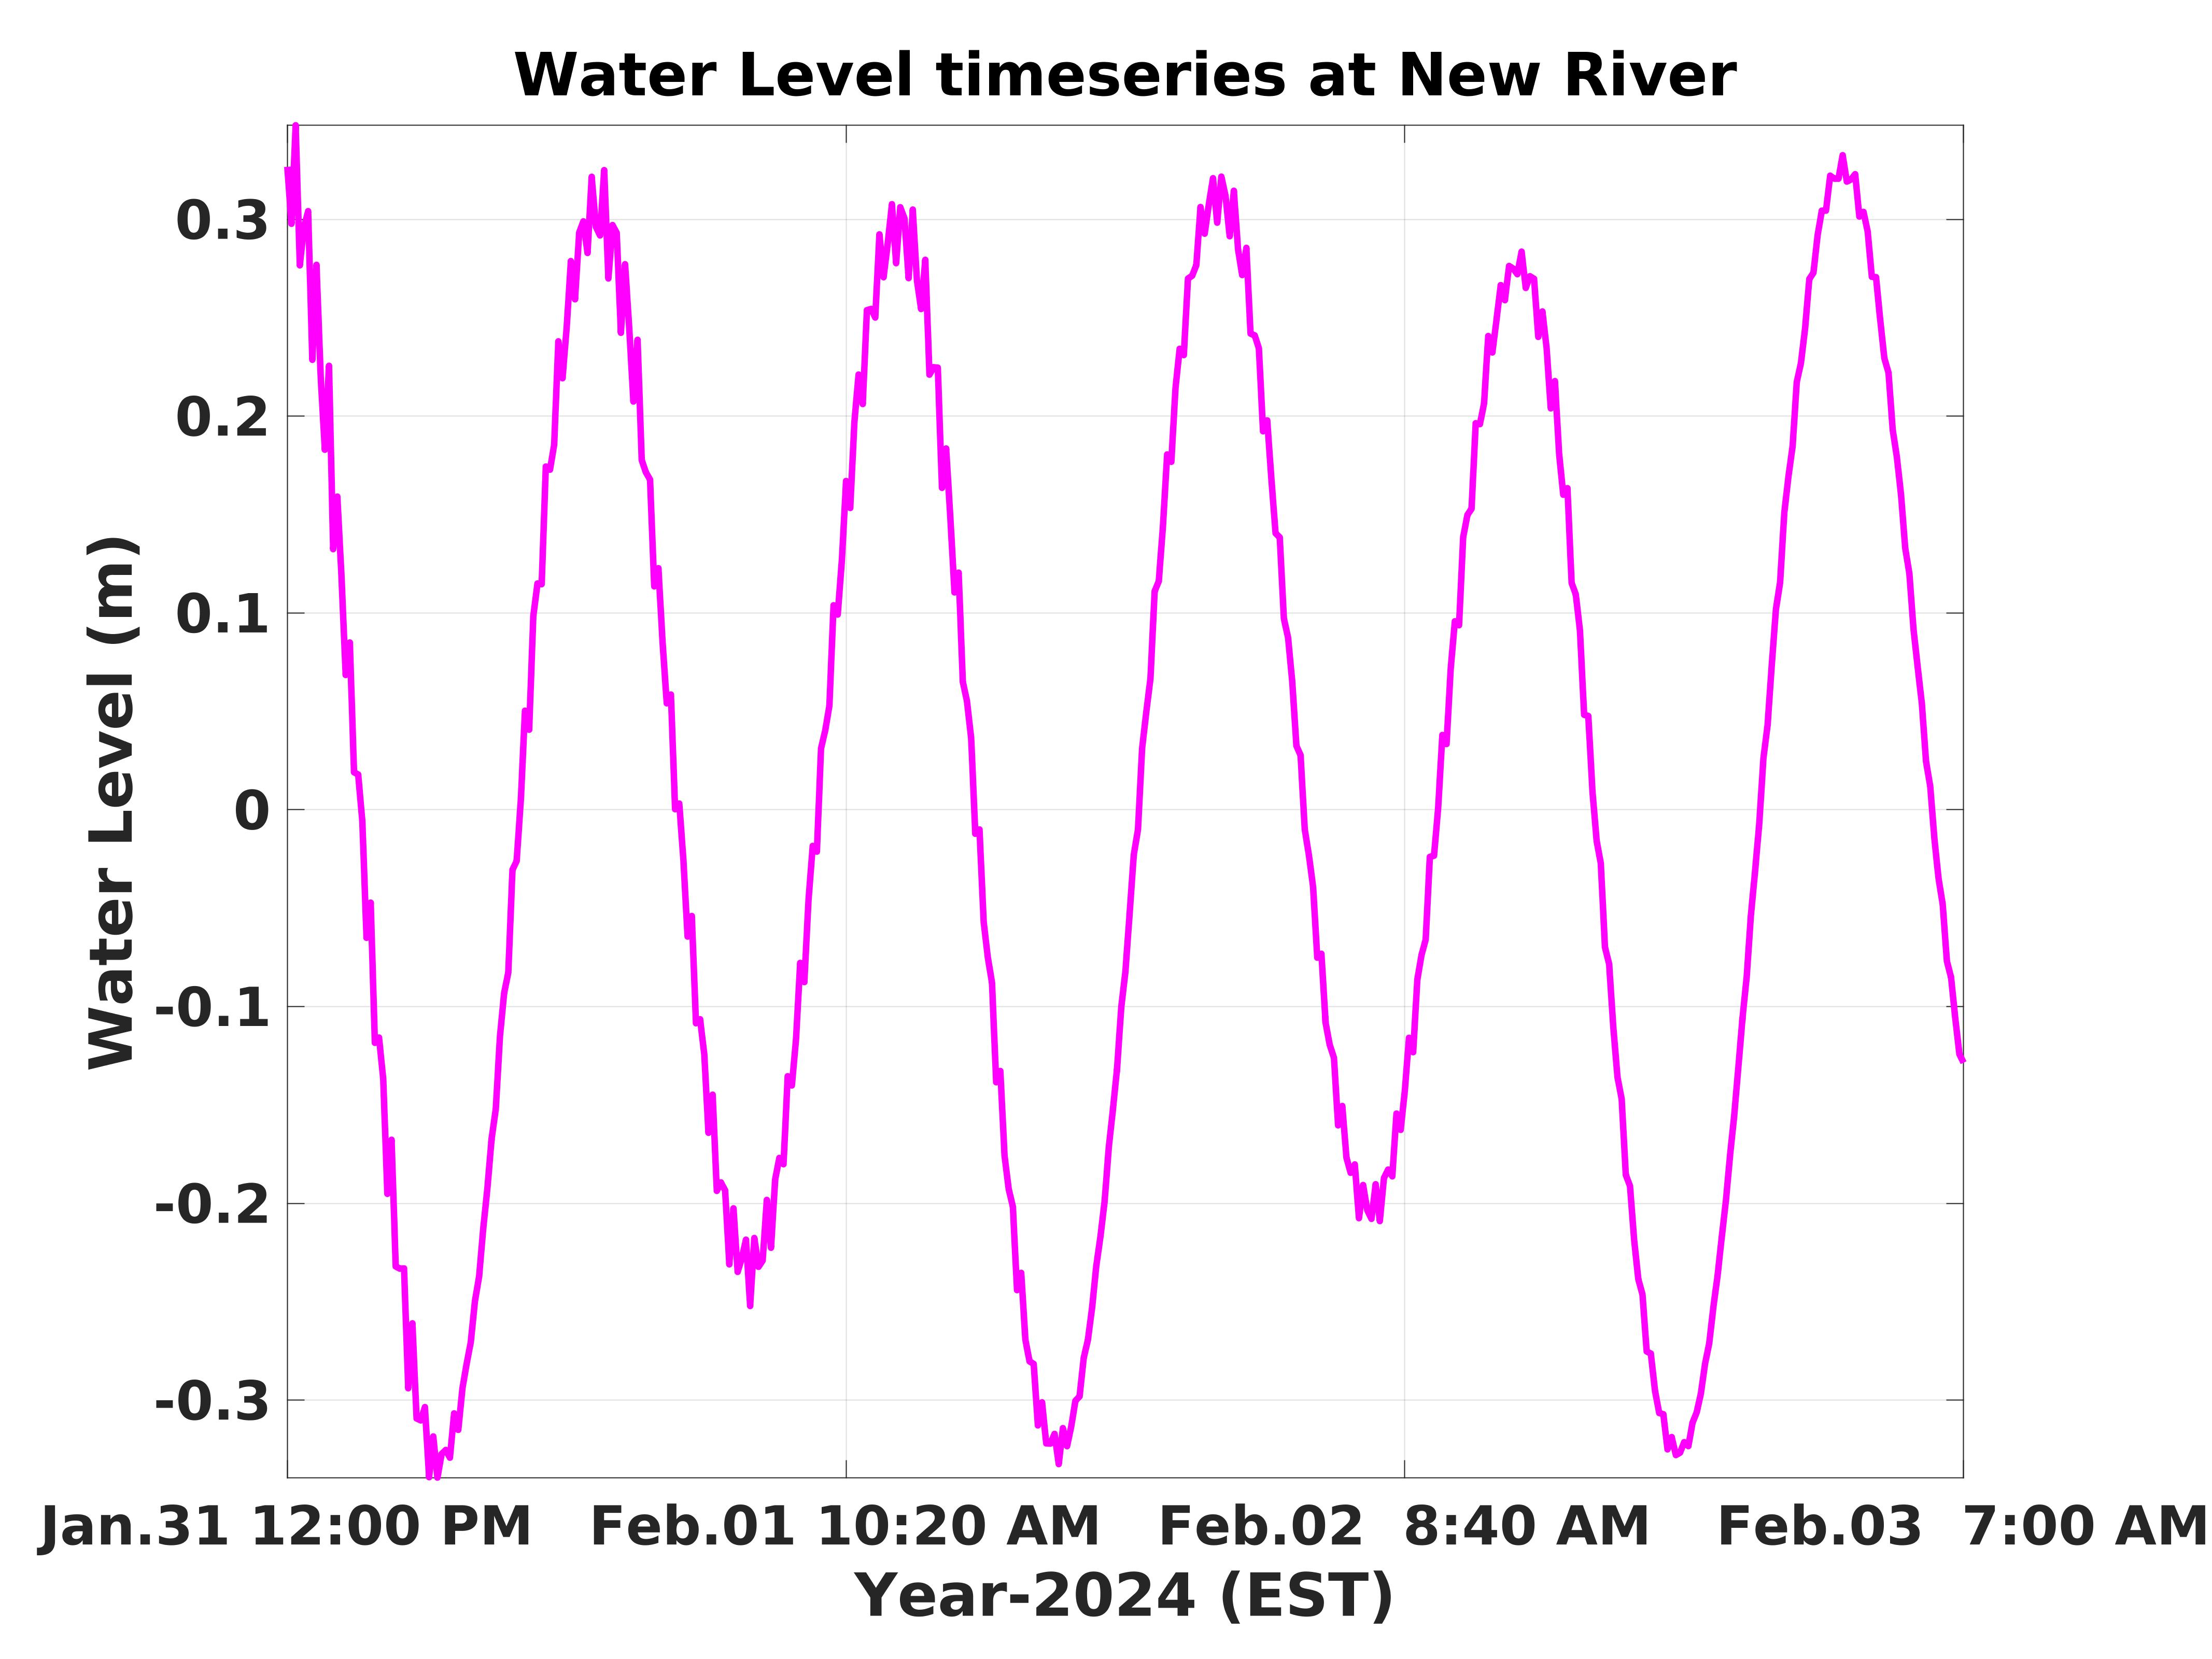 Water Level timeseries at New River
Water Level (m)
0.3
0.2
0.1
0
-0.1
-0.2
-0.3
Jan.31 12:00 PM Feb.01 10:20 AM Feb.02 8:40 AM Feb.03 7:00 AM
Year-2024 (EST)